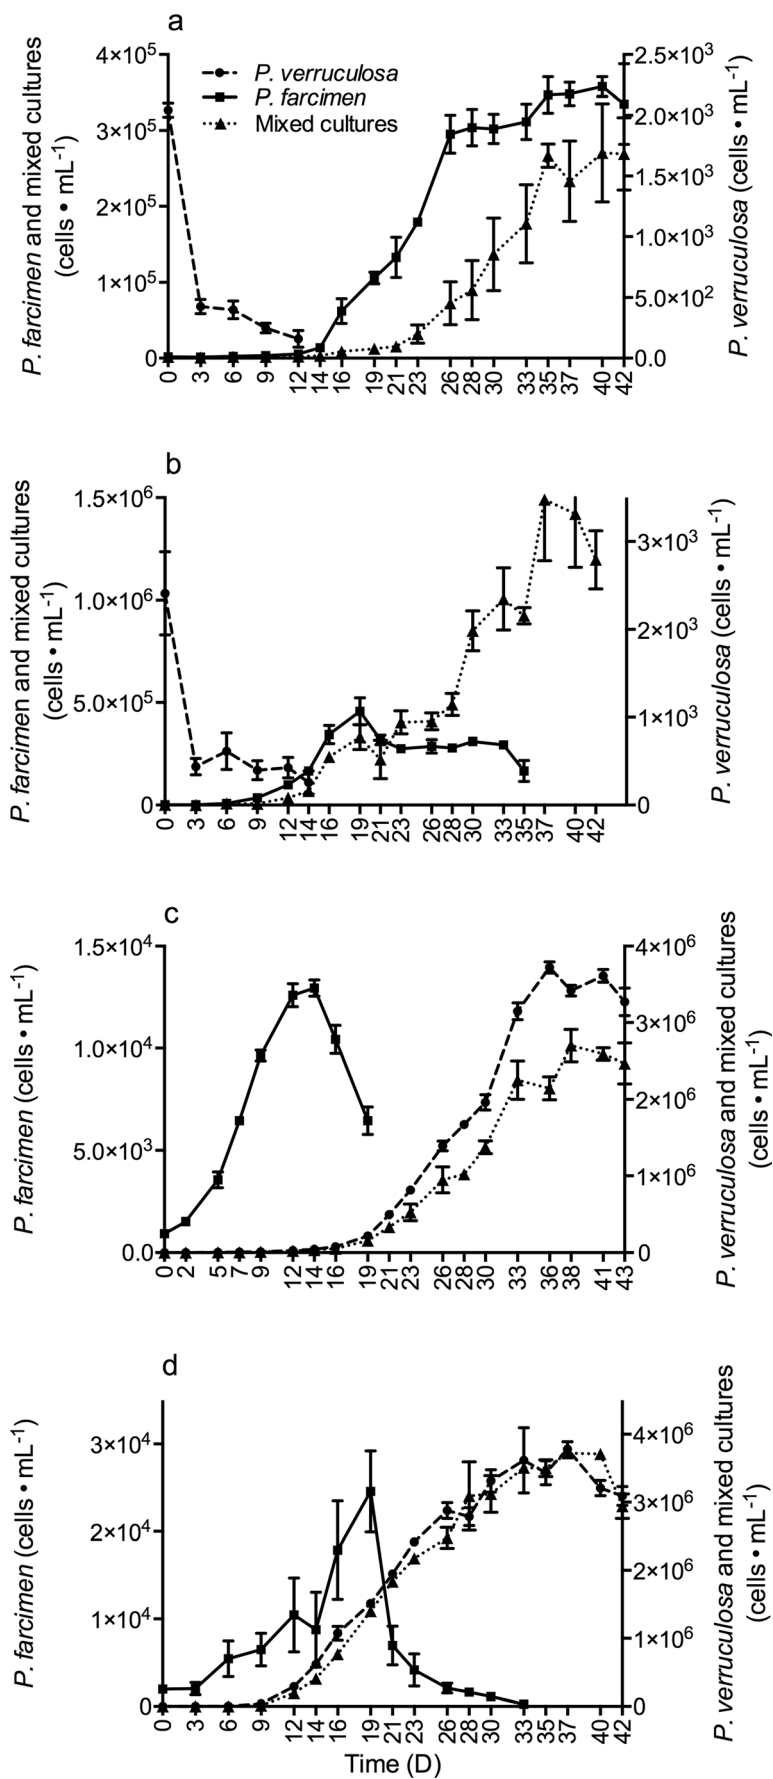 a
P. farcimen and mixed cultures
(cells • mL⁻¹)
4×10⁵
3×10⁵
2×10⁵
1×10⁵
0
P. verruculosa
P. farcimen
Mixed cultures
2.5×10³
2.0×10³
1.5×10³
1.0×10³
5.0×10²
0.0
P. verruculosa (cells • mL⁻¹)
0 3 6 9 12 14 16 19 21 23 26 28 30 33 35 37 40 42
b
P. farcimen and mixed cultures
(cells • mL⁻¹)
1.5×10⁶
1.0×10⁶
5.0×10⁵
0
3×10³
2×10³
1×10³
0
P. verruculosa (cells • mL⁻¹)
0 3 6 9 12 14 16 19 21 23 26 28 30 33 35 37 40 42
c
P. farcimen (cells • mL⁻¹)
1.5×10⁴
1.0×10⁴
5.0×10³
0.0
4×10⁶
3×10⁶
2×10⁶
1×10⁶
0
P. verruculosa and mixed cultures
(cells • mL⁻¹)
0 2 5 7 9 12 14 16 19 21 23 26 28 30 33 36 38 41 43
d
P. farcimen (cells • mL⁻¹)
3×10⁴
2×10⁴
1×10⁴
0
4×10⁶
3×10⁶
2×10⁶
1×10⁶
0
P. verruculosa and mixed cultures
(cells • mL⁻¹)
0 3 6 9 12 14 16 19 21 23 26 28 30 33 35 37 40 42
Time (D)